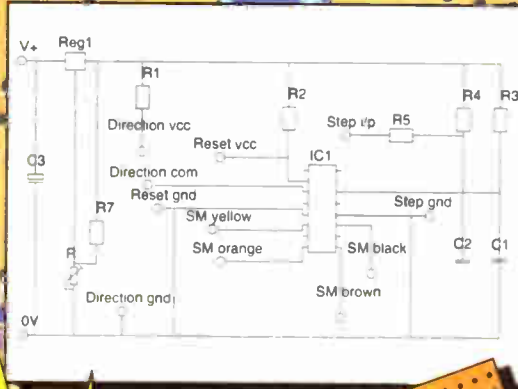 V+
Reg1
R1
R2
R4
R3
Step i/p
R5
Direction vcc
Reset vcc
IC1
C3
Direction com
Reset gnd
Step gnd
SM yellow
R7
SM orange
SM black
C2
C1
R
SM brown
Direction gnd
0V